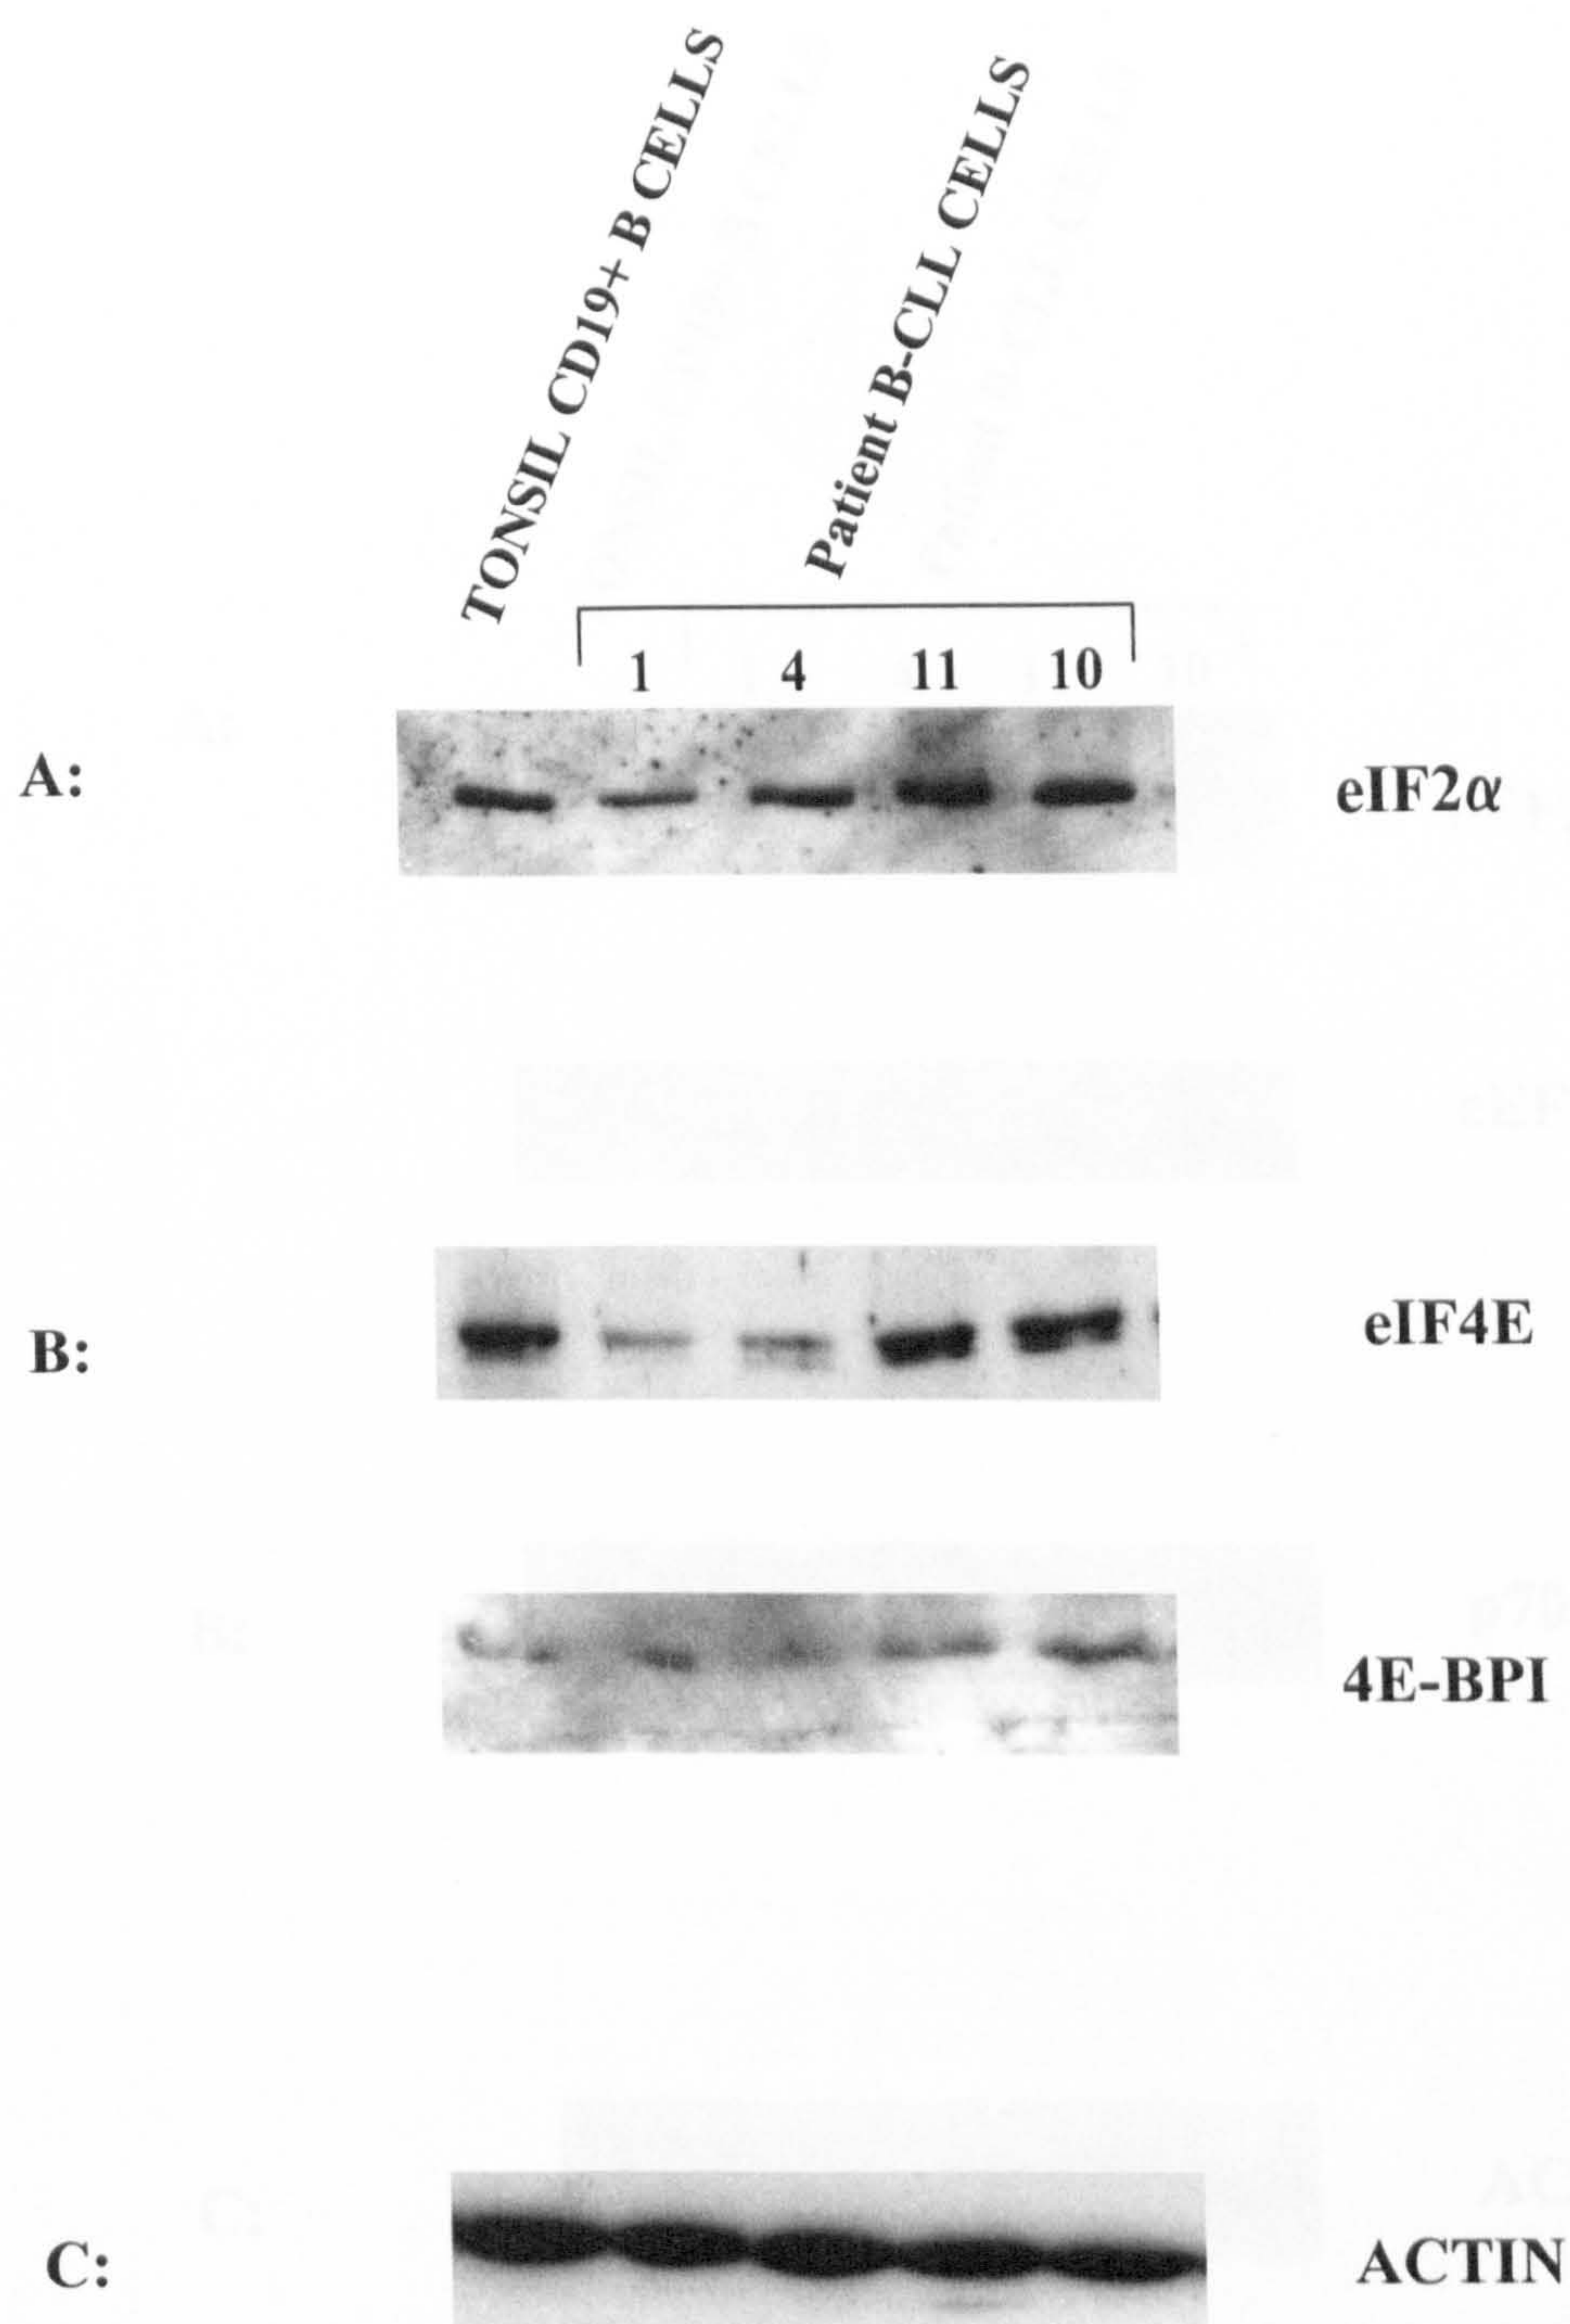 TONSIL CD19+ B CELLS
Patient B-CLL CELLS
1 4 11 10
A: eIF2α
B: eIF4E
4E-BPI
C: ACTIN